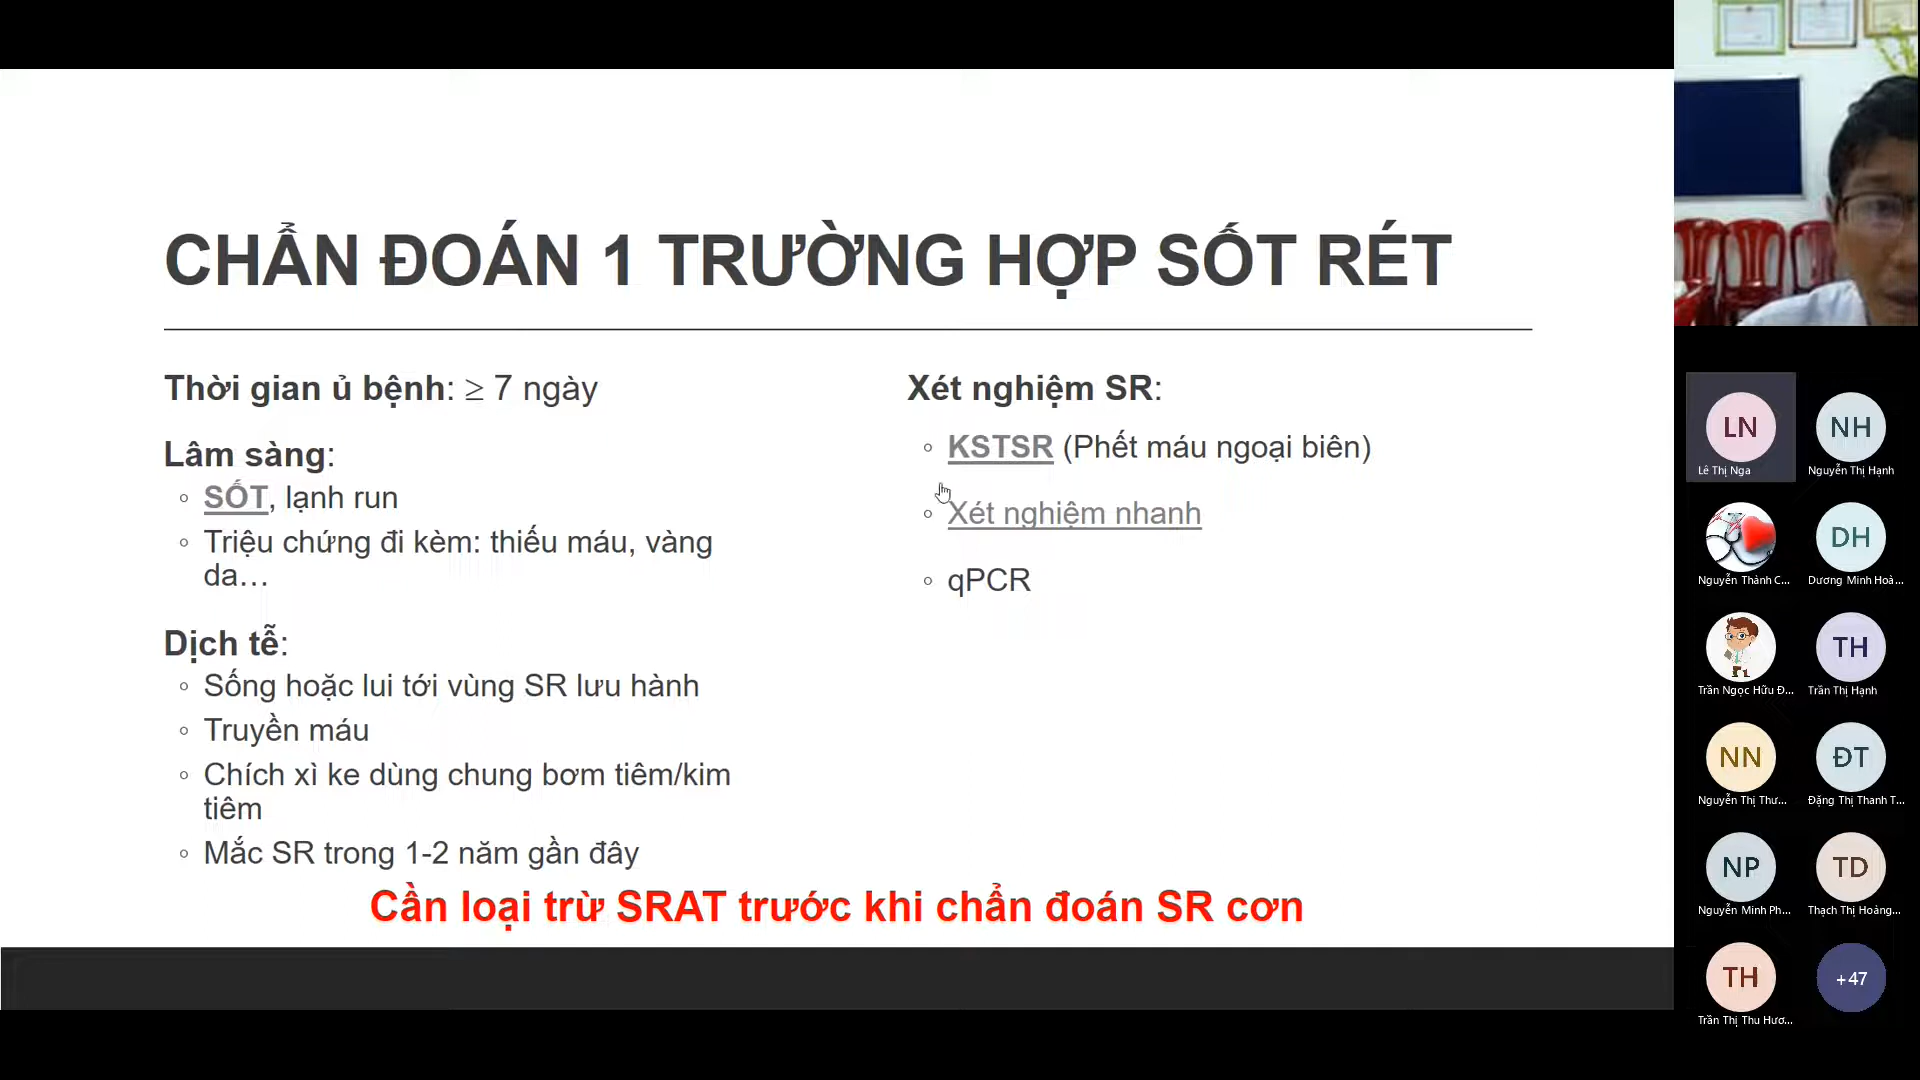 CHẨN ĐOÁN 1 TRƯỜNG HỢP SỐT RÉT
Thời gian ủ bệnh: ≥ 7 ngày
Lâm sàng:
◦ SỐT, lạnh run
◦ Triệu chứng đi kèm: thiếu máu, vàng
da…
Dịch tễ:
◦ Sống hoặc lui tới vùng SR lưu hành
◦ Truyền máu
◦ Chích xì ke dùng chung bơm tiêm/kim
tiêm
◦ Mắc SR trong 1-2 năm gần đây
Xét nghiệm SR:
◦ KSTSR (Phết máu ngoại biên)
◦ Xét nghiệm nhanh
◦ qPCR
Cần loại trừ SRAT trước khi chẩn đoán SR cơn
LN
Lê Thị Nga
NH
Nguyễn Thị Hạnh
Nguyễn Thành C...
DH
Dương Minh Hoà...
Trần Ngọc Hữu Đ...
TH
Trần Thị Hạnh
NN
Nguyễn Thị Thư...
ĐT
Đặng Thị Thanh T...
NP
Nguyễn Minh Ph...
TD
Thạch Thị Hoàng...
TH
Trần Thị Thu Hươ...
+47